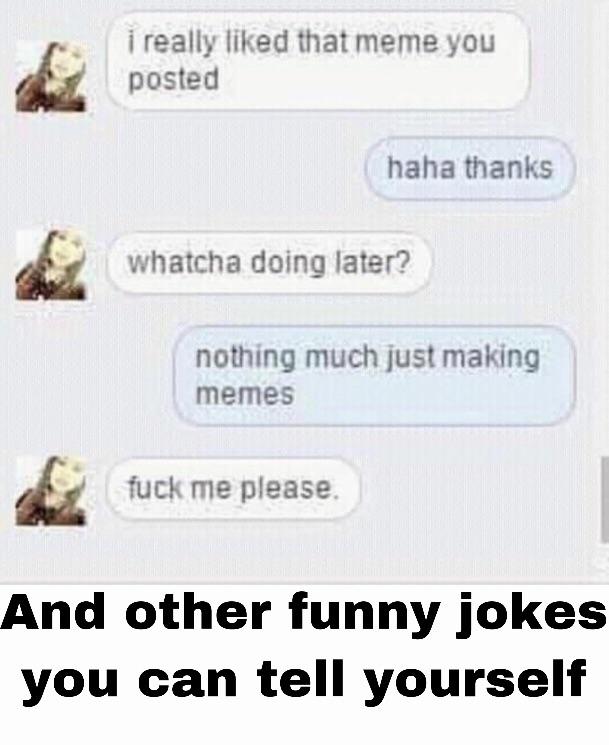 i really liked that meme you
posted
haha thanks
whatcha doing later?
nothing much just making
memes
fuck me please.
And other funny jokes
you can tell yourself